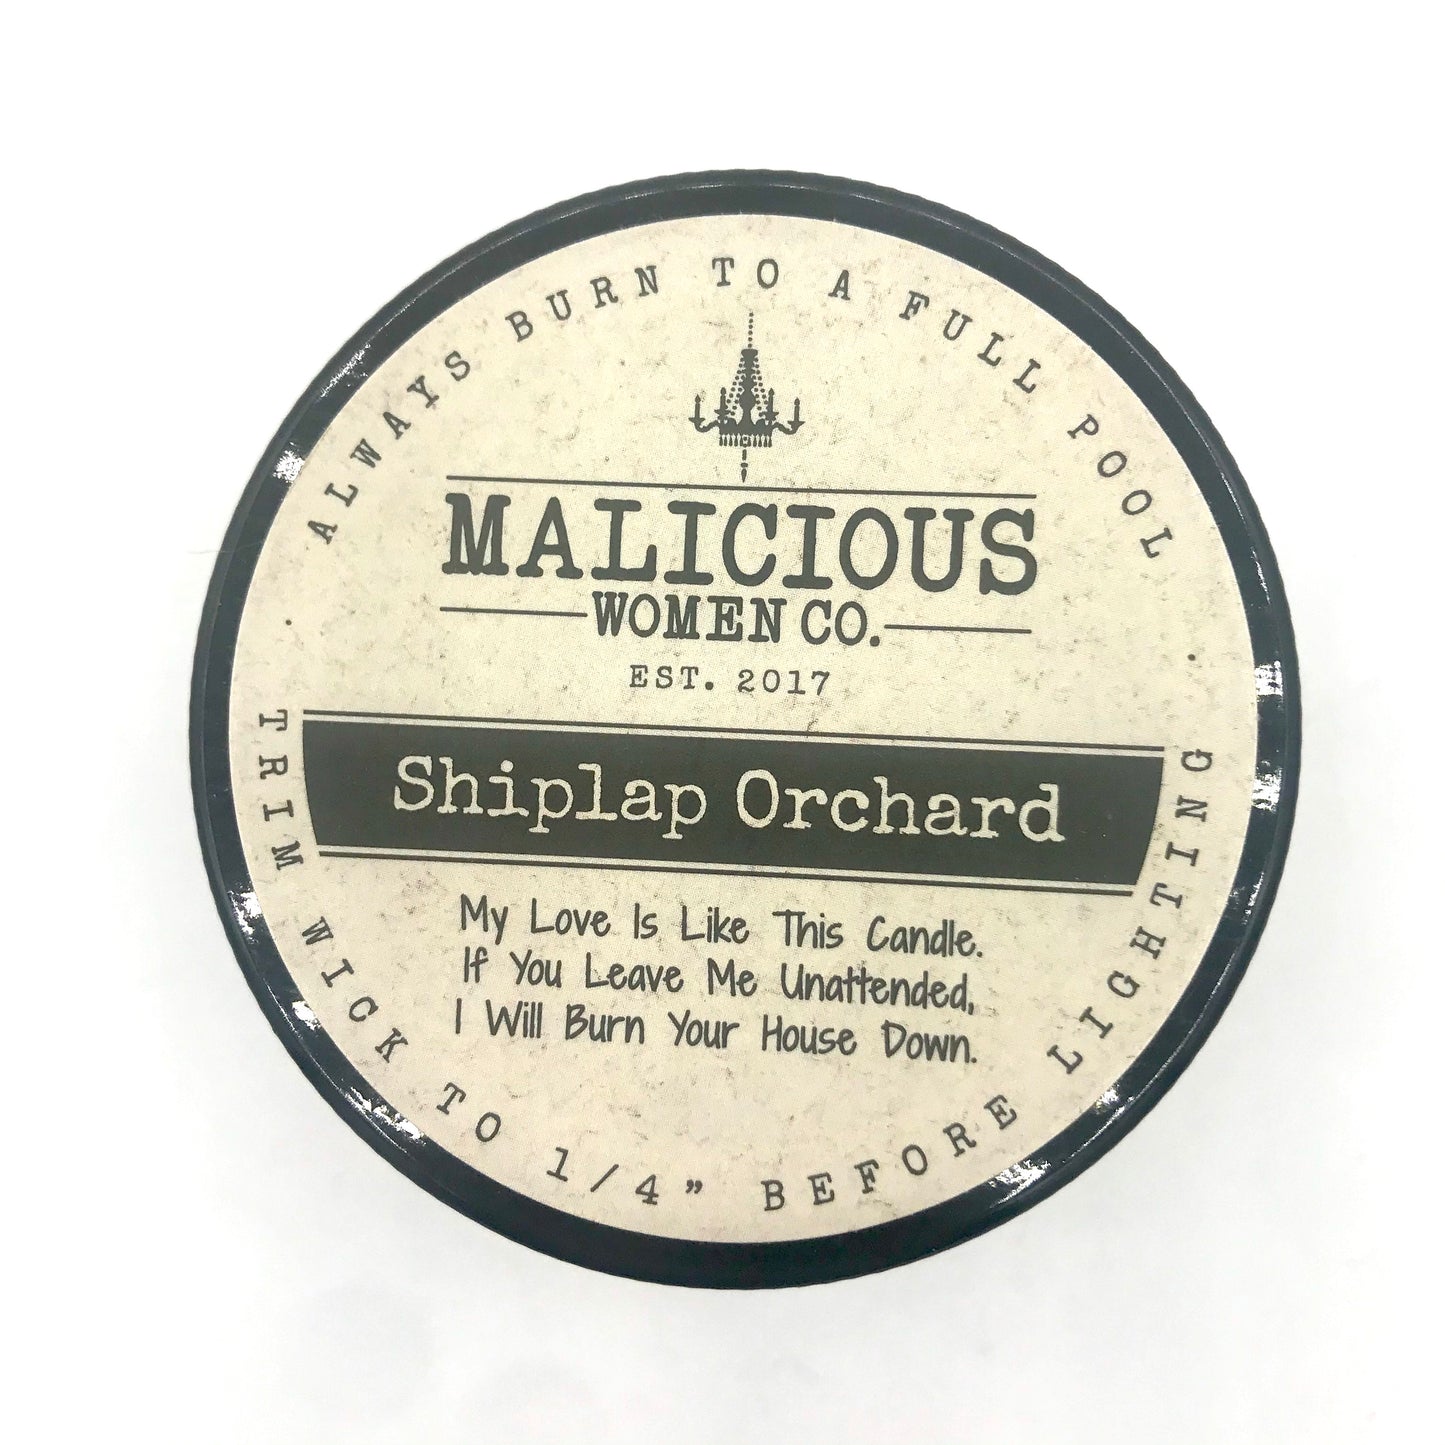 ALWAYS BURN TO A FULL POOL
MALICIOUS
WOMEN CO.
EST. 2017
Shiplap Orchard
My Love Is Like This Candle.
If You Leave Me Unattended,
I Will Burn Your House Down.
TRIM WICK TO 1/4” BEFORE LIGHTING